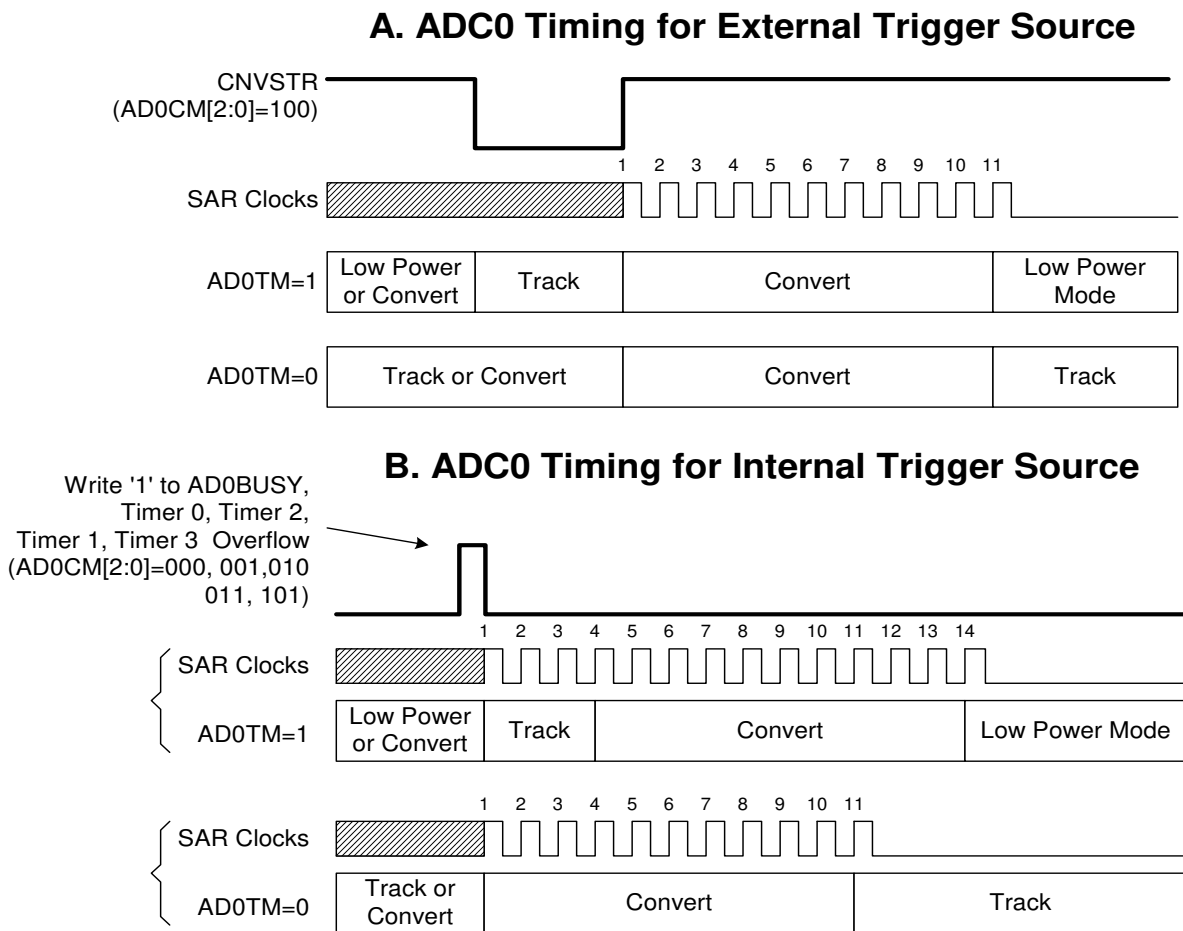 A. ADC0 Timing for External Trigger Source
CNVSTR
(AD0CM[2:0]=100)
1 2 3 4 5 6 7 8 9 10 11
SAR Clocks
AD0TM=1
Low Power
or Convert
Track
Convert
Low Power
Mode
AD0TM=0
Track or Convert
Convert
Track
B. ADC0 Timing for Internal Trigger Source
Write '1' to AD0BUSY,
Timer 0, Timer 2,
Timer 1, Timer 3 Overflow
(AD0CM[2:0]=000, 001,010
011, 101)
1 2 3 4 5 6 7 8 9 10 11 12 13 14
SAR Clocks
AD0TM=1
Low Power
or Convert
Track
Convert
Low Power Mode
1 2 3 4 5 6 7 8 9 10 11
SAR Clocks
AD0TM=0
Track or
Convert
Convert
Track